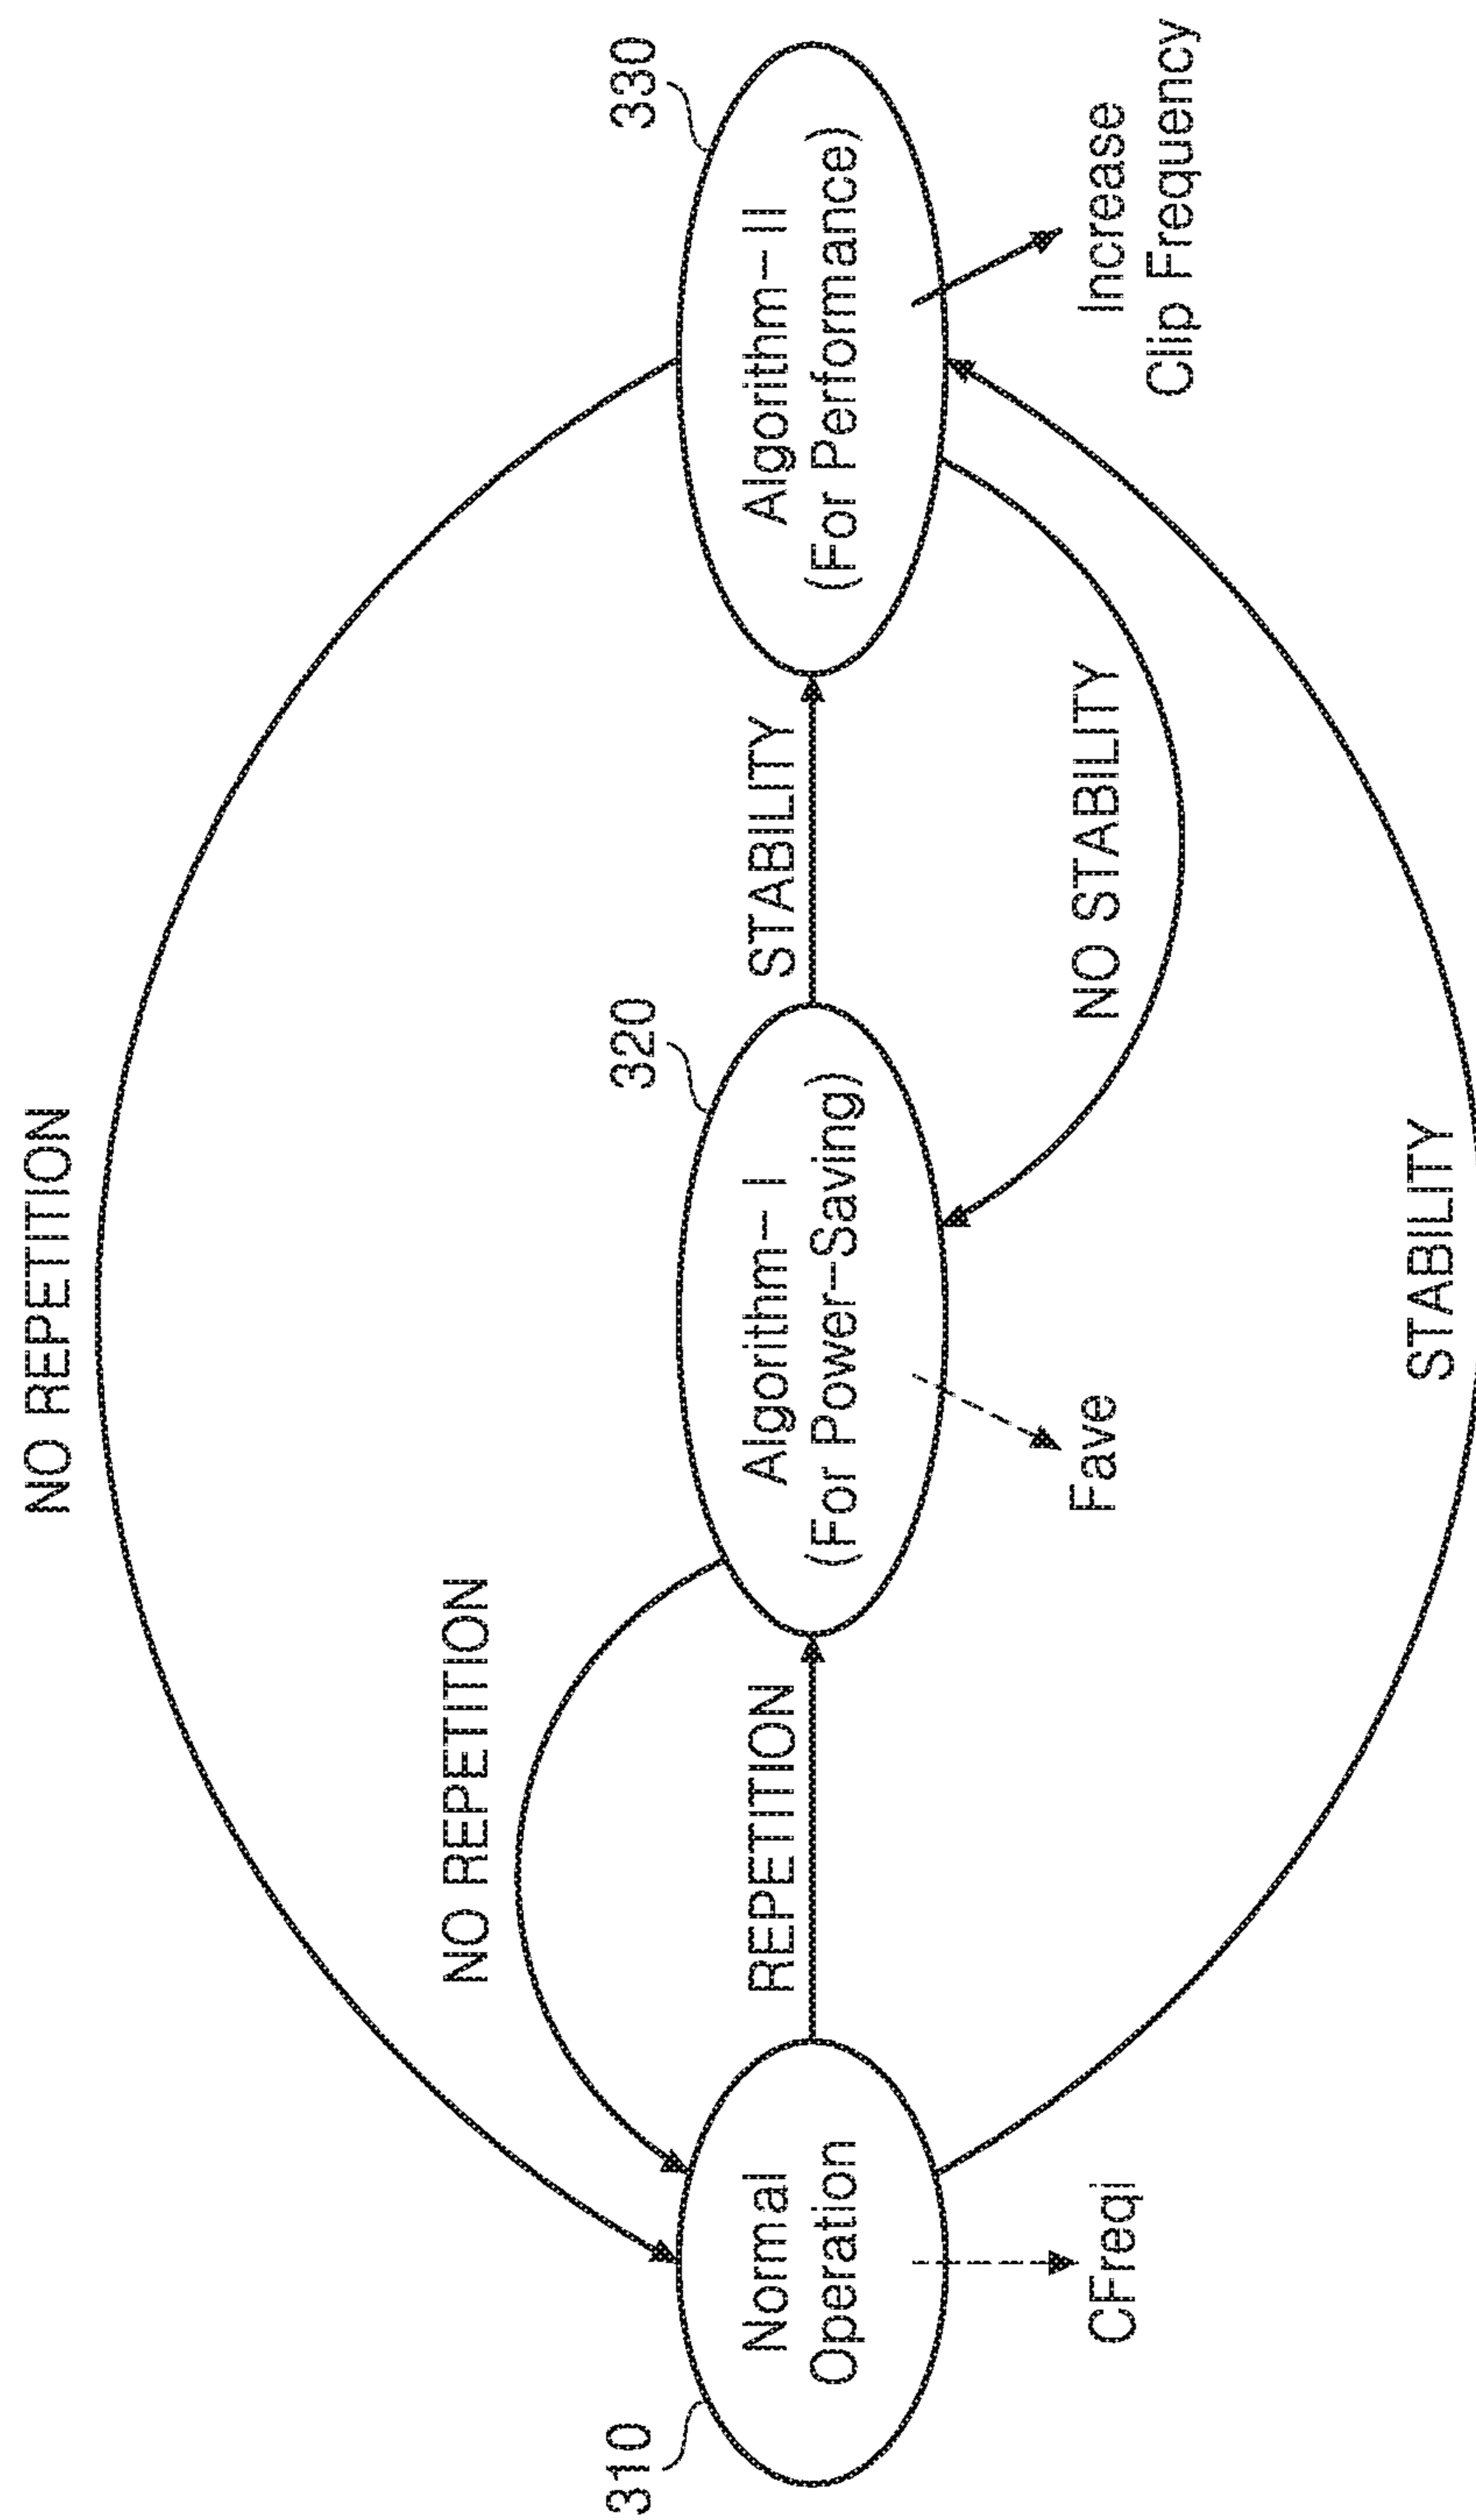 NO REPETITION
NO REPETITION
310
320
330
Normal
Operation
REPETITION
Algorithm-I
(For Power-Saving)
STABILITY
Algorithm-II
(For Performance)
CFreqi
Fave
NO STABILITY
Increase
Clip Frequency
STABILITY